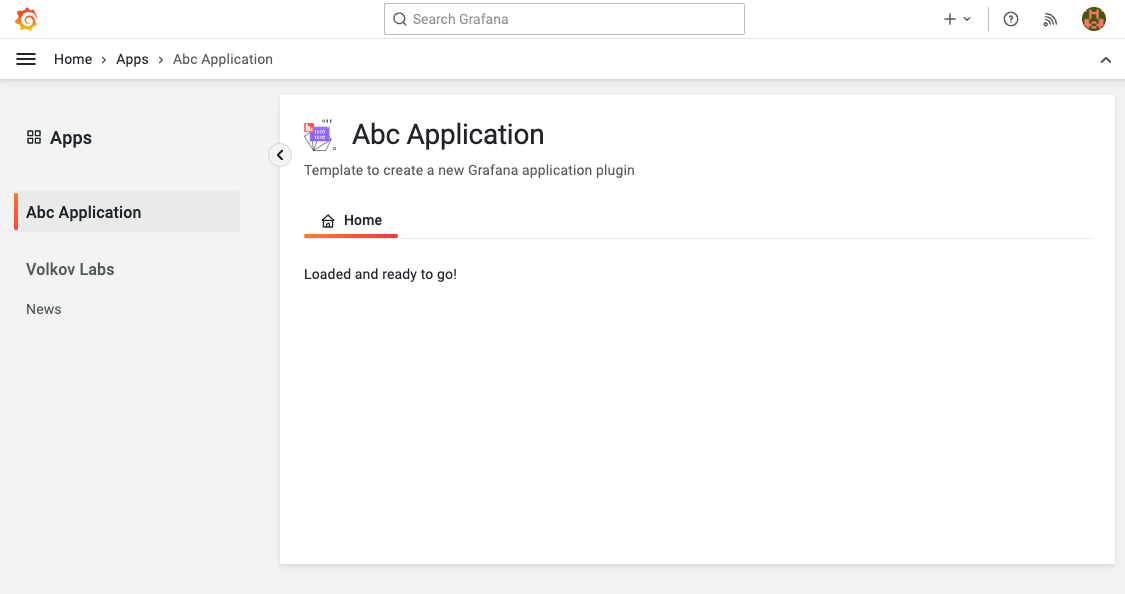 Search Grafana
Home > Apps > Abc Application
Apps
Abc Application
Volkov Labs
News
Abc Application
Template to create a new Grafana application plugin
Home
Loaded and ready to go!